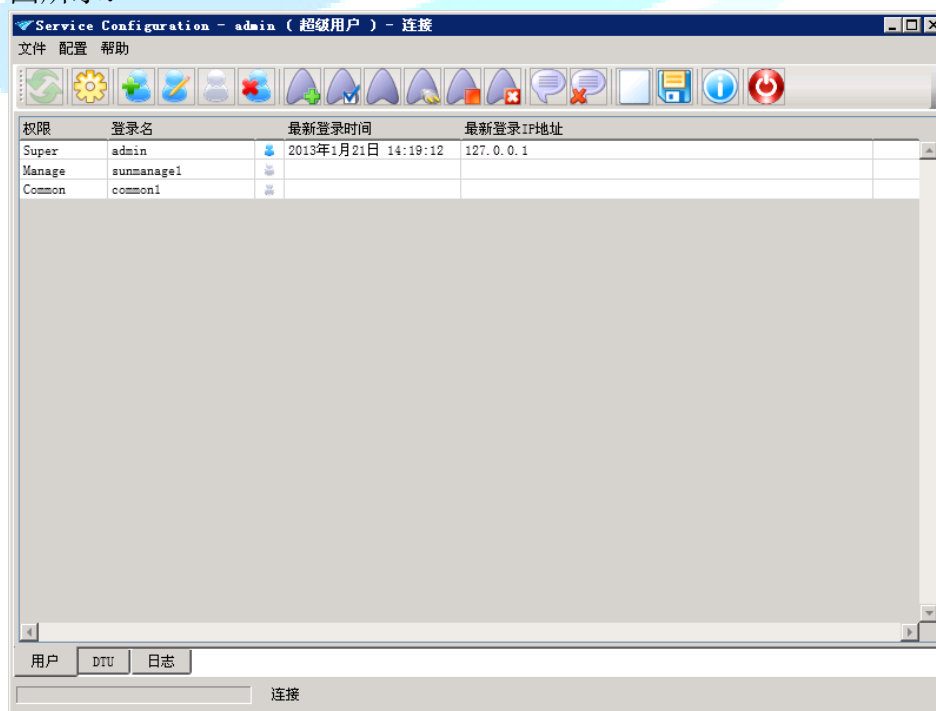 Service Configuration - admin ( 超级用户 ) - 连接
文件 配置 帮助
权限 登录名 最新登录时间 最新登录IP地址
Super admin 2013年1月21日 14:19:12 127.0.0.1
Manage sunmanage1
Common common1
用户 DTU 日志
连接